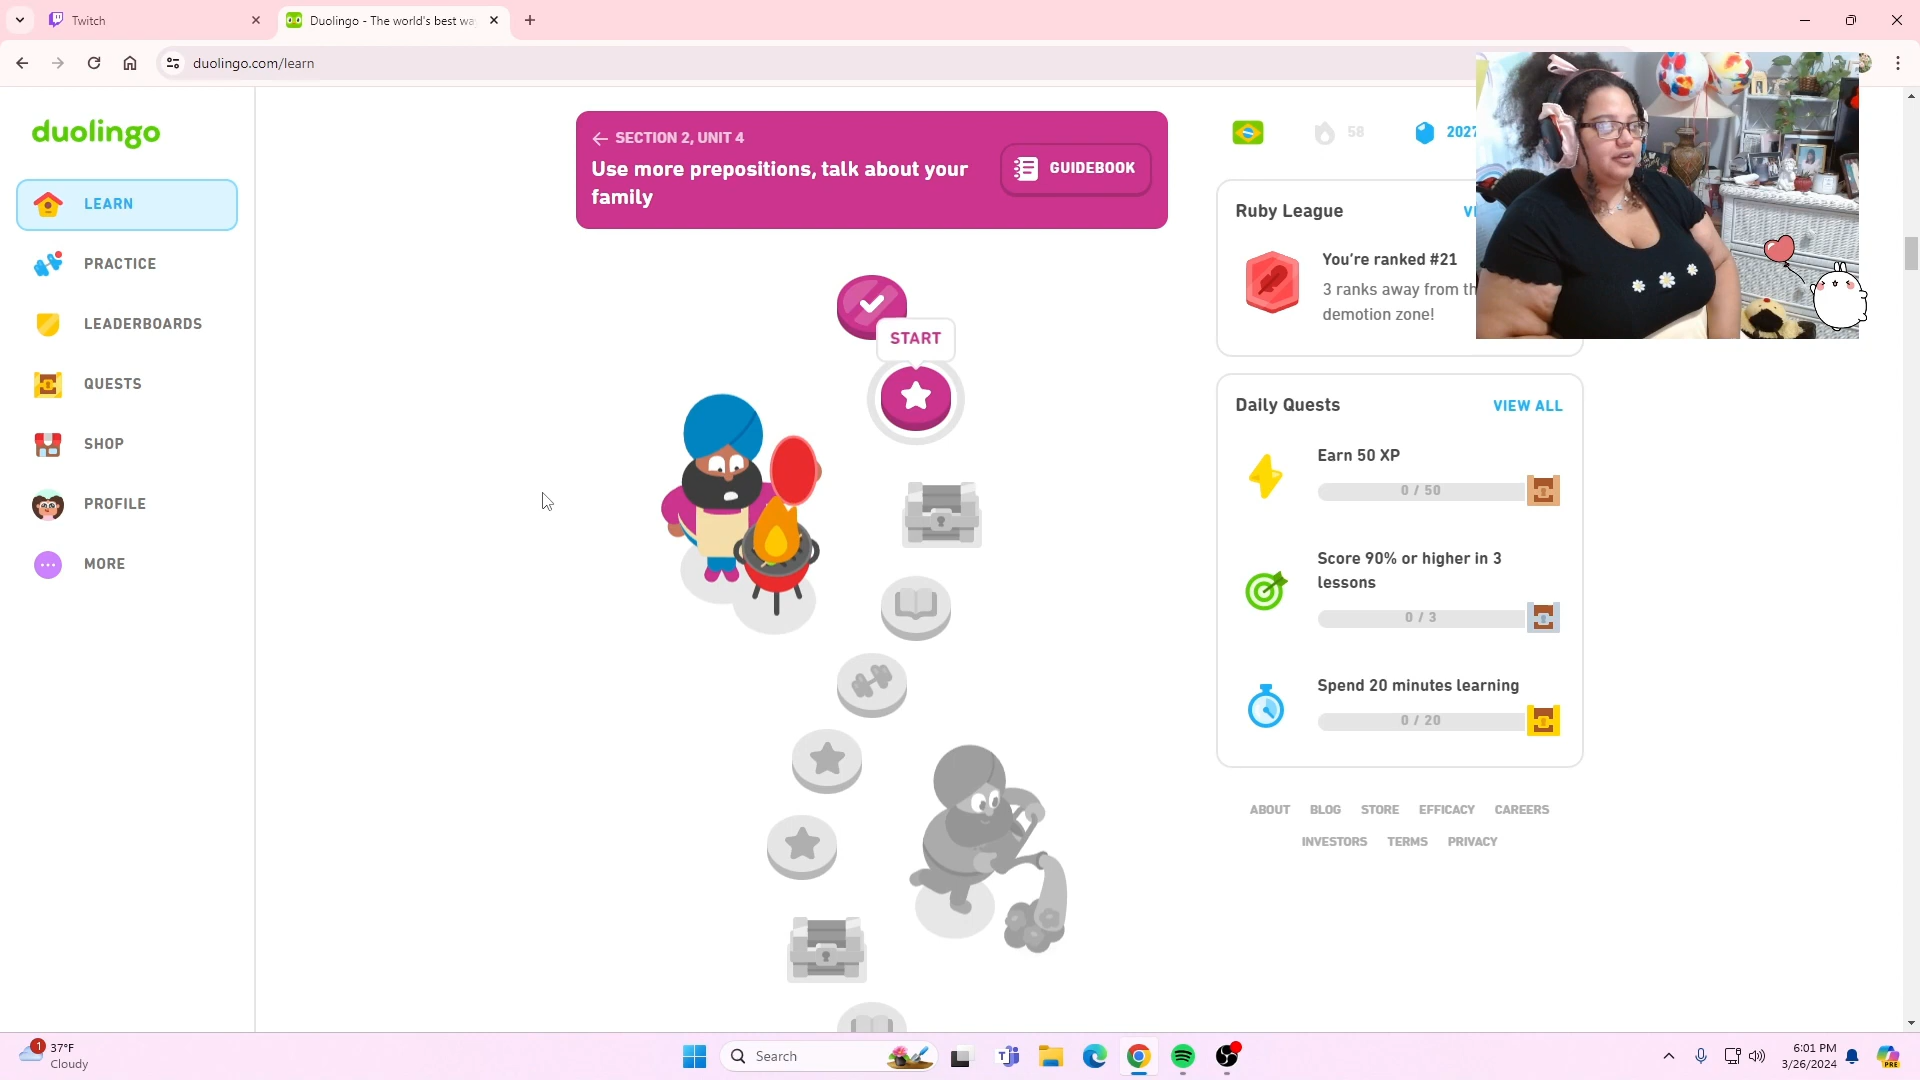 Twitch
Duolingo - The world's best wa
duolingo.com/learn
duolingo
LEARN
PRACTICE
LEADERBOARDS
QUESTS
SHOP
PROFILE
MORE
SECTION 2, UNIT 4
Use more prepositions, talk about your
family
GUIDEBOOK
START
58
2027
Ruby League
You're ranked #21
3 ranks away from th
demotion zone!
Daily Quests
VIEW ALL
Earn 50 XP
0 / 50
Score 90% or higher in 3
lessons
0 / 3
Spend 20 minutes learning
0 / 20
ABOUT BLOG STORE EFFICACY CAREERS
INVESTORS TERMS PRIVACY
1
37°F
Cloudy
Search
PRE
6:01 PM
3/26/2024